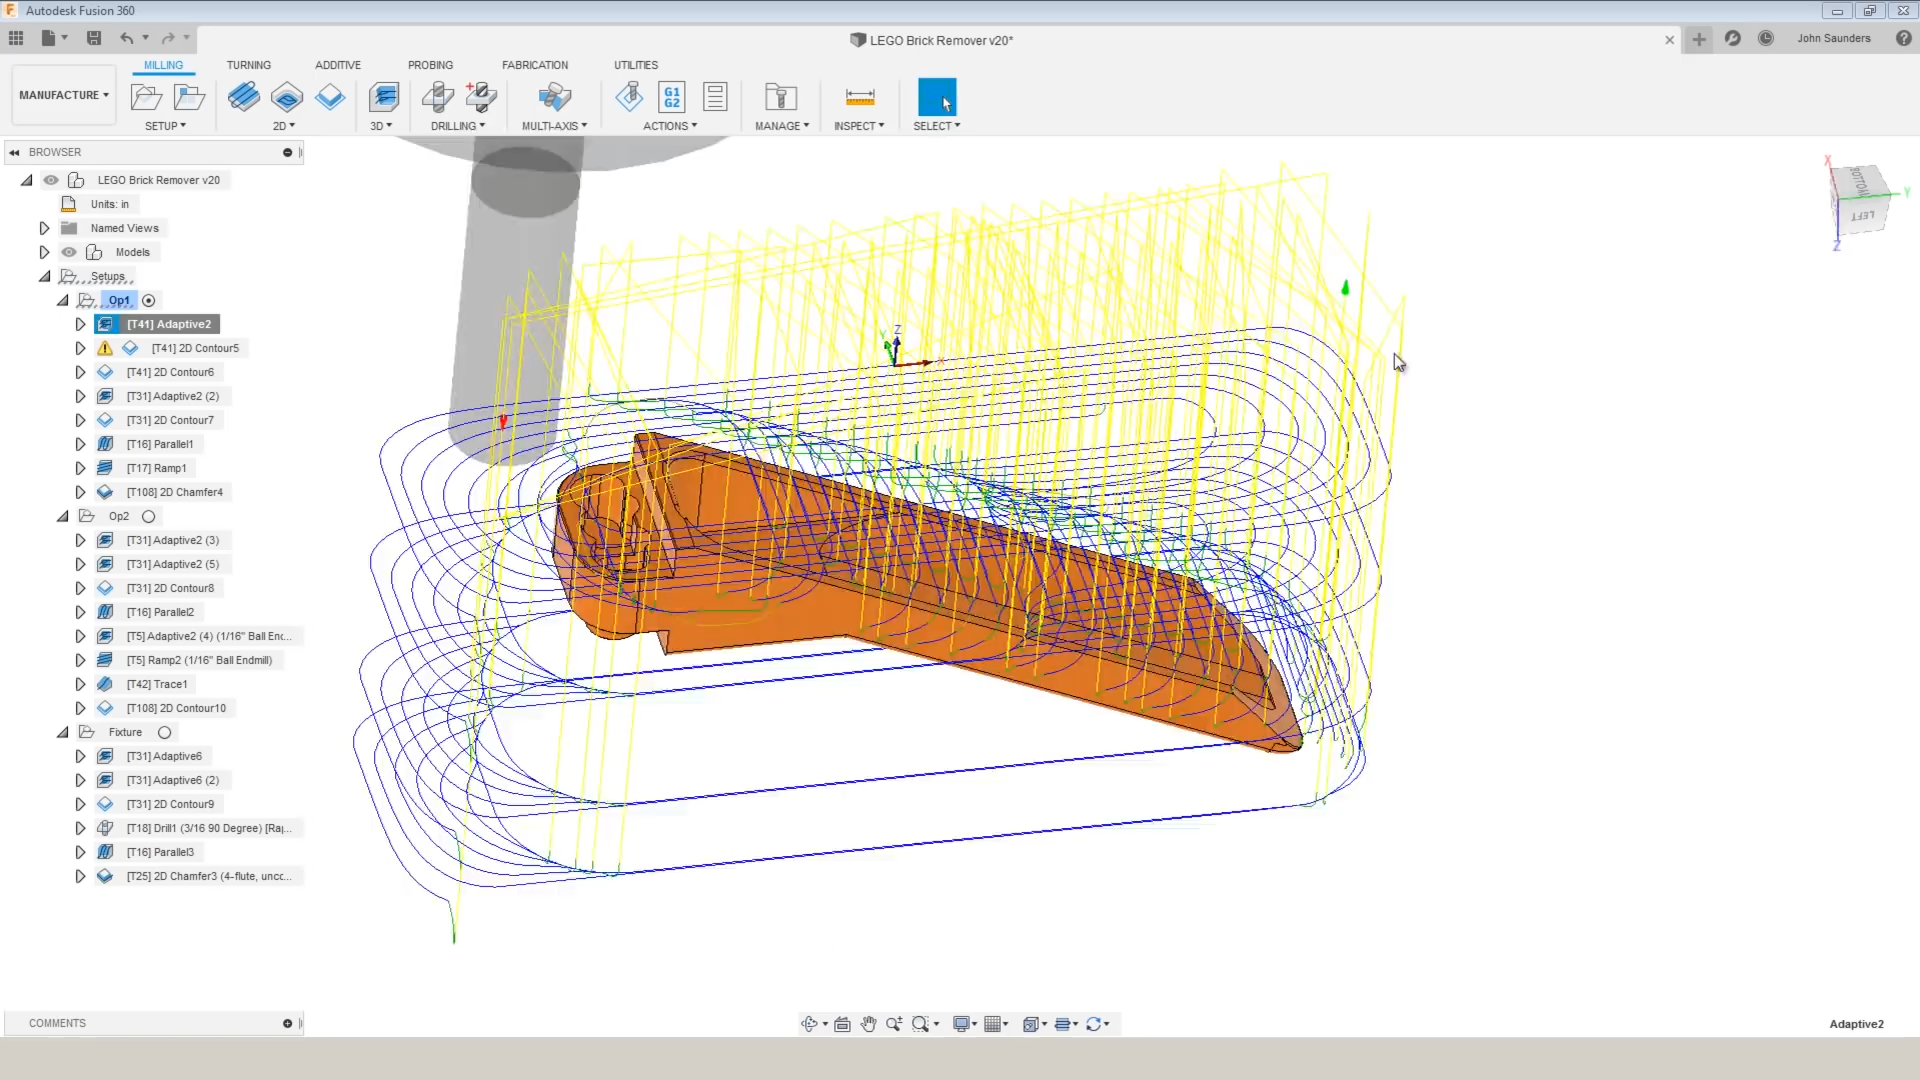 Autodesk Fusion 360
LEGO Brick Remover v20*
John Saunders
MILLING TURNING ADDITIVE PROBING FABRICATION UTILITIES
MANUFACTURE
G1
G2
SETUP 2D 3D DRILLING MULTI-AXIS ACTIONS MANAGE INSPECT SELECT
BROWSER
LEGO Brick Remover v20
Units: in
Named Views
Models
Setups
Op1
[T41] Adaptive2
[T41] 2D Contour5
[T41] 2D Contour6
[T31] Adaptive2 (2)
[T31] 2D Contour7
[T16] Parallel1
[T17] Ramp1
[T108] 2D Chamfer4
Op2
[T31] Adaptive2 (3)
[T31] Adaptive2 (5)
[T31] 2D Contour8
[T16] Parallel2
[T5] Adaptive2 (4) (1/16" Ball Enc...
[T5] Ramp2 (1/16" Ball Endmill)
[T42] Trace1
[T108] 2D Contour10
Fixture
[T31] Adaptive6
[T31] Adaptive6 (2)
[T31] 2D Contour9
[T18] Drill1 (3/16 90 Degree) [Ra...
[T16] Parallel3
[T25] 2D Chamfer3 (4-flute, uncc...
X
Y
Z
BOTTOM
LEFT
Z
Y
X
COMMENTS
Adaptive2